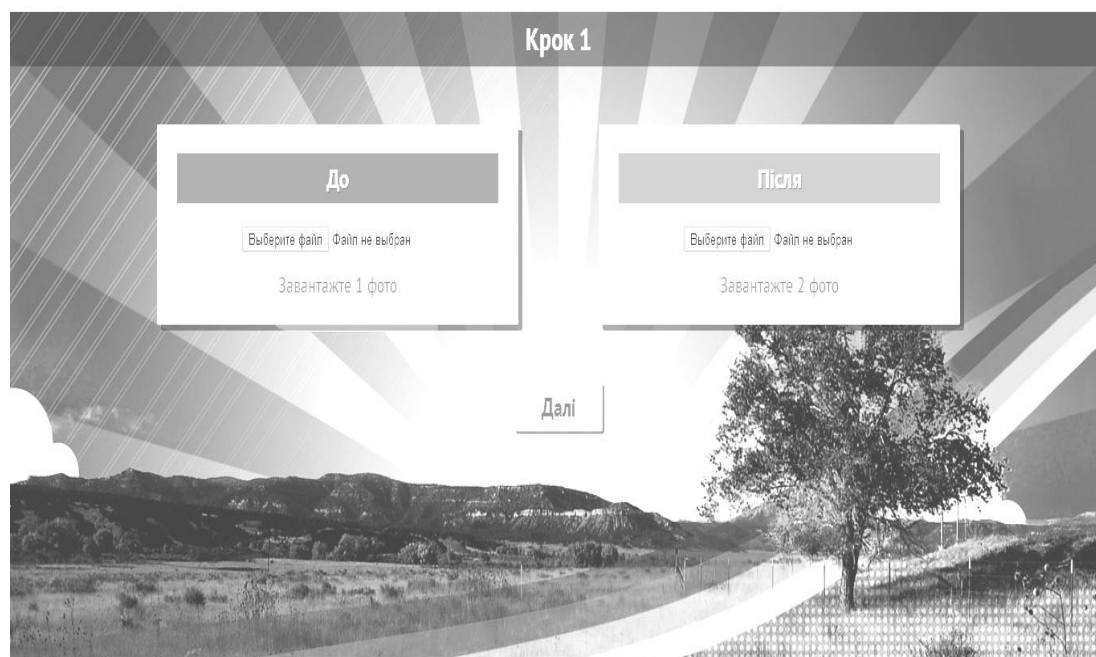 Крок 1
До
Выберите файл Файл не выбран
Завантажте 1 фото
Після
Выберите файл Файл не выбран
Завантажте 2 фото
Далі